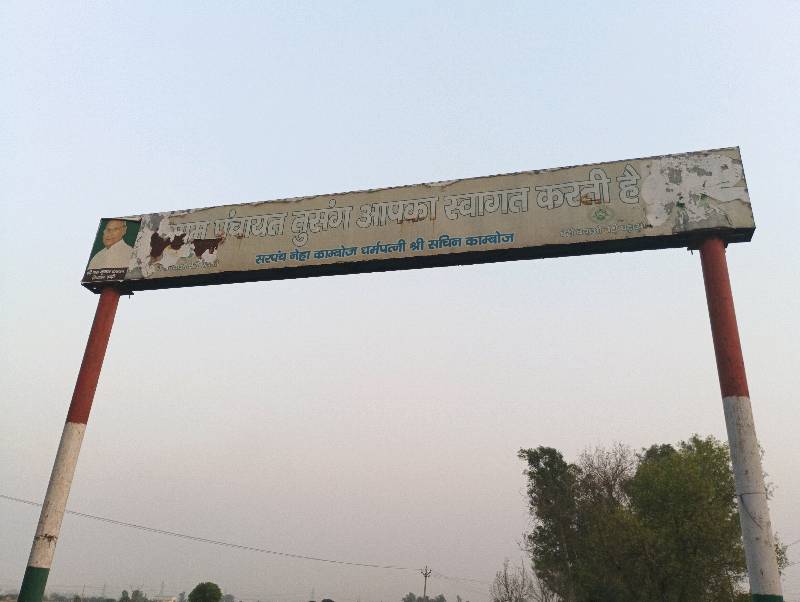 ग्राम पंचायत तुसंग आपका स्वागत करती है
सरपंच नेहा काम्बोज धर्मपत्नी श्री सचिन काम्बोज